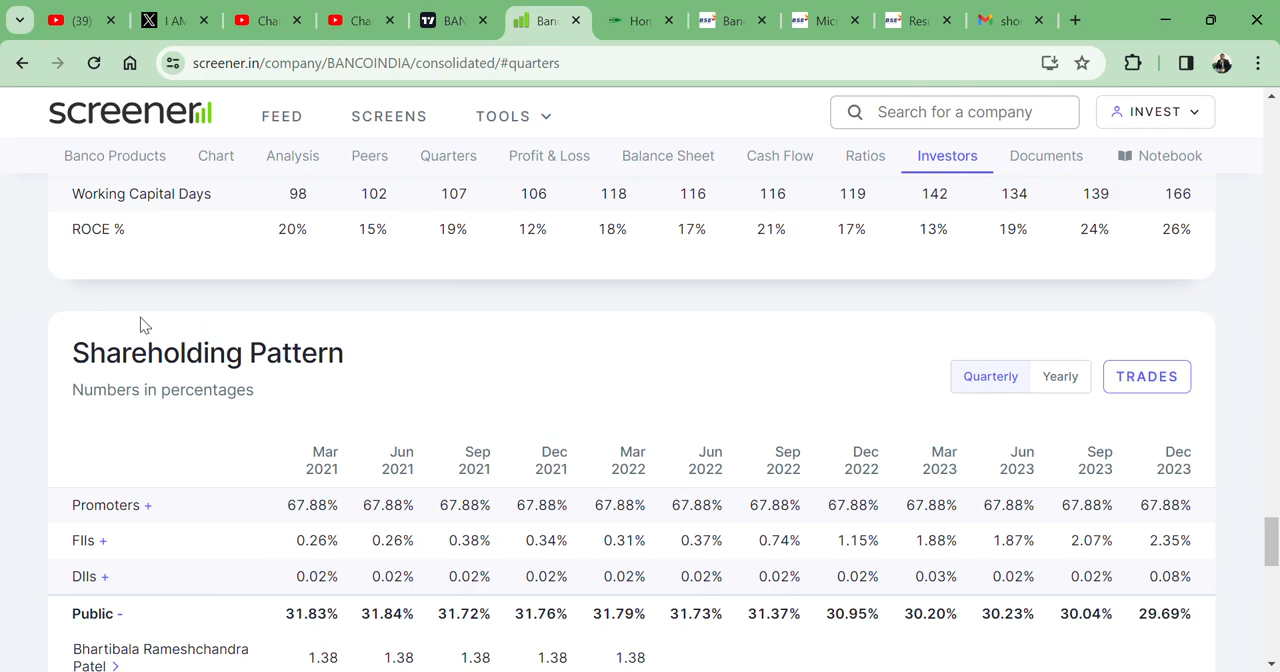 (39)
I AM
Cha
Cha
BAN
Ban
Hon
BSE Ban
BSE Mic
BSE Res
sho
screener.in/company/BANCOINDIA/consolidated/#quarters
screener
FEED
SCREENS
TOOLS
Search for a company
INVEST
Banco Products
Chart
Analysis
Peers
Quarters
Profit & Loss
Balance Sheet
Cash Flow
Ratios
Investors
Documents
Notebook
Working Capital Days 98 102 107 106 118 116 116 119 142 134 139 166
ROCE % 20% 15% 19% 12% 18% 17% 21% 17% 13% 19% 24% 26%
Shareholding Pattern
Numbers in percentages
Quarterly
Yearly
TRADES
Mar Jun Sep Dec Mar Jun Sep Dec Mar Jun Sep Dec
2021 2021 2021 2021 2022 2022 2022 2022 2023 2023 2023 2023
Promoters + 67.88% 67.88% 67.88% 67.88% 67.88% 67.88% 67.88% 67.88% 67.88% 67.88% 67.88% 67.88%
FIIs + 0.26% 0.26% 0.38% 0.34% 0.31% 0.37% 0.74% 1.15% 1.88% 1.87% 2.07% 2.35%
DIIs + 0.02% 0.02% 0.02% 0.02% 0.02% 0.02% 0.02% 0.02% 0.03% 0.02% 0.02% 0.08%
Public - 31.83% 31.84% 31.72% 31.76% 31.79% 31.73% 31.37% 30.95% 30.20% 30.23% 30.04% 29.69%
Bhartibala Rameshchandra
Patel > 1.38 1.38 1.38 1.38 1.38